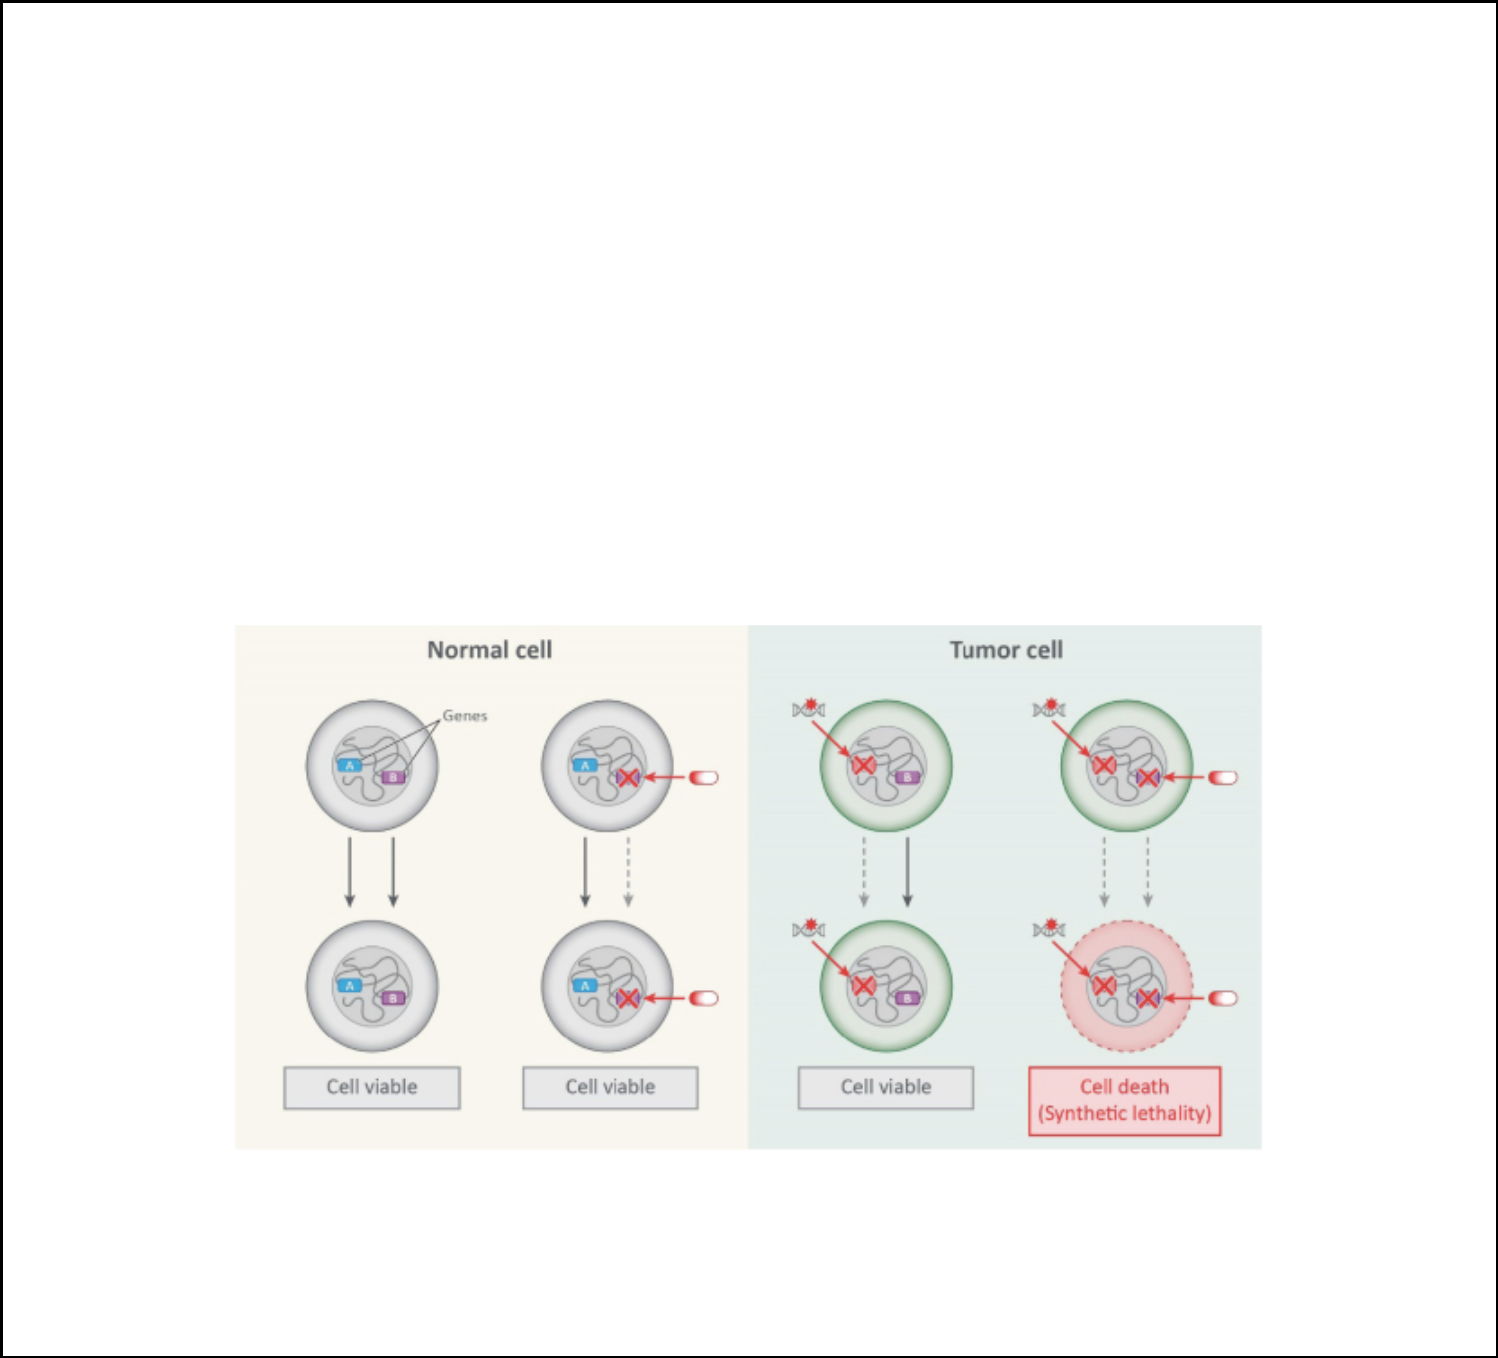 Normal cell
Tumor cell
Genes
A
B
A
B
A
B
A
B
Cell viable
Cell viable
Cell viable
Cell death
(Synthetic lethality)